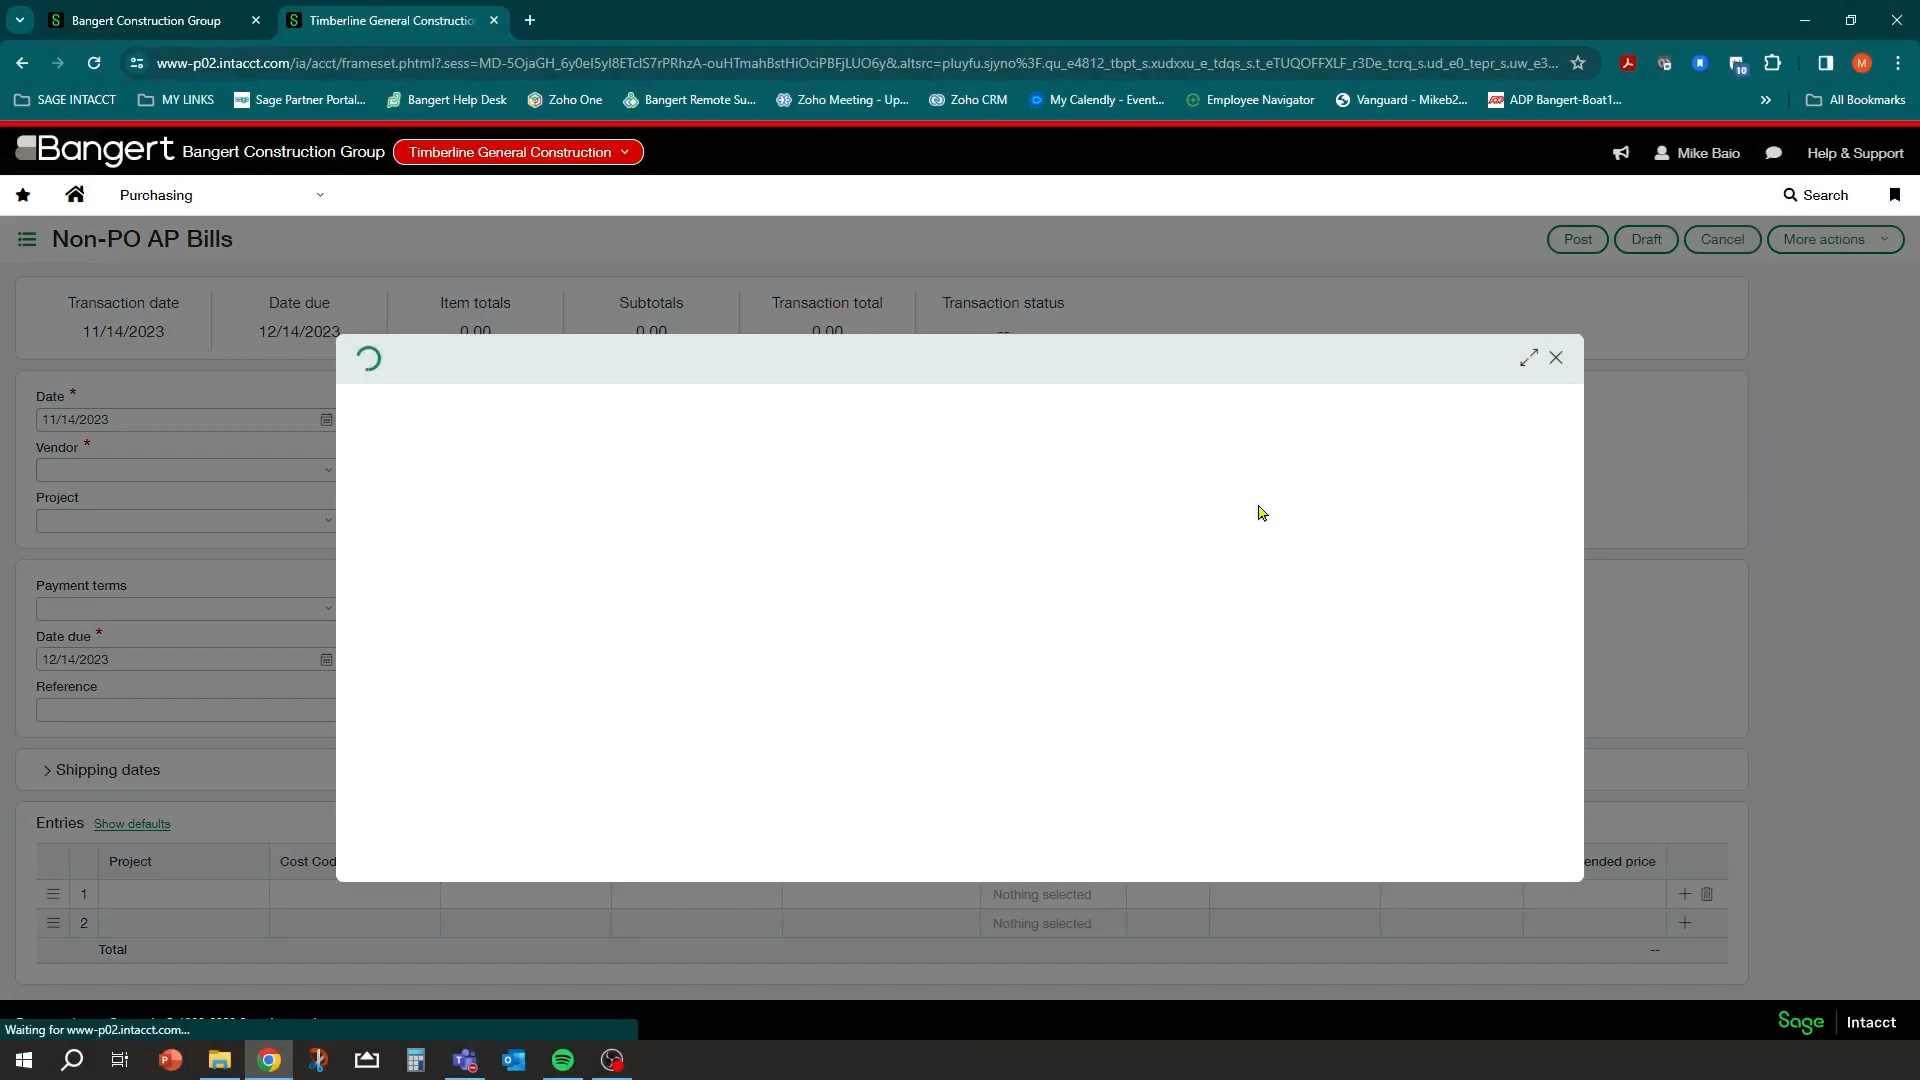 Bangert Construction Group
Timberline General Constructio
www-p02.intacct.com/ia/acct/frameset.phtml?.sess=MD-5OjaGH_6y0eI5yI8ETclS7rPRhzA-ouHTmahBstHiOciPBFjLUO6y&.altsrc=pIuyfu.sjyno%3F.qu_e4812_tbpt_s.xudxxu_e_tdqs_s.t_eTUQOFFXLF_r3De_tcrq_s.ud_e0_tepr_s.uw_e3...
10
M
SAGE INTACCT
MY LINKS
Sage Partner Portal...
Bangert Help Desk
Zoho One
Bangert Remote Su...
Zoho Meeting - Up...
Zoho CRM
My Calendly - Event...
Employee Navigator
Vanguard - Mikeb2...
ADP Bangert-Boat1...
All Bookmarks
Bangert
Bangert Construction Group
Timberline General Construction
Mike Baio
Help & Support
Purchasing
Search
Non-PO AP Bills
Post
Draft
Cancel
More actions
Transaction date
Date due
Item totals
Subtotals
Transaction total
Transaction status
11/14/2023
12/14/2023
0.00
0.00
0.00
--
Date *
11/14/2023
Vendor *
Project
Payment terms
Date due *
12/14/2023
Reference
Shipping dates
Entries Show defaults
Project
Cost Cod
ended price
1
Nothing selected
2
Nothing selected
Total
--
Waiting for www-p02.intacct.com...
Sage Intacct